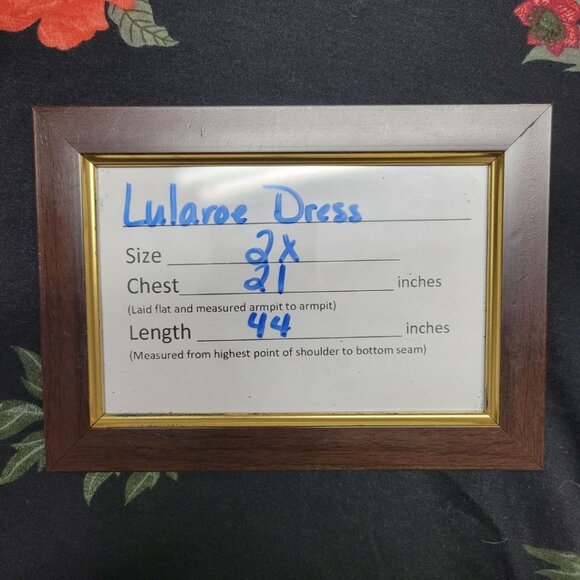 Lularoe Dress
Size 2X
Chest 21 inches
(Laid flat and measured armpit to armpit)
Length 44 inches
(Measured from highest point of shoulder to bottom seam)